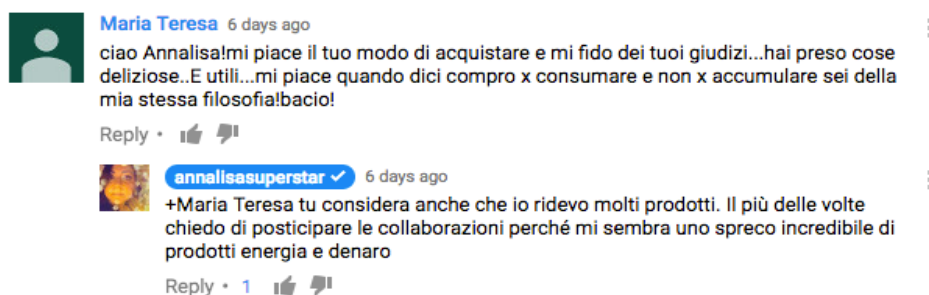 Maria Teresa 6 days ago
ciao Annalisa!mi piace il tuo modo di acquistare e mi fido dei tuoi giudizi...hai preso cose
deliziose..E utili...mi piace quando dici compro x consumare e non x accumulare sei della
mia stessa filosofia!bacio!
Reply •
annalisasuperstar 6 days ago
+Maria Teresa tu considera anche che io ridevo molti prodotti. Il più delle volte
chiedo di posticipare le collaborazioni perché mi sembra uno spreco incredibile di
prodotti energia e denaro
Reply • 1